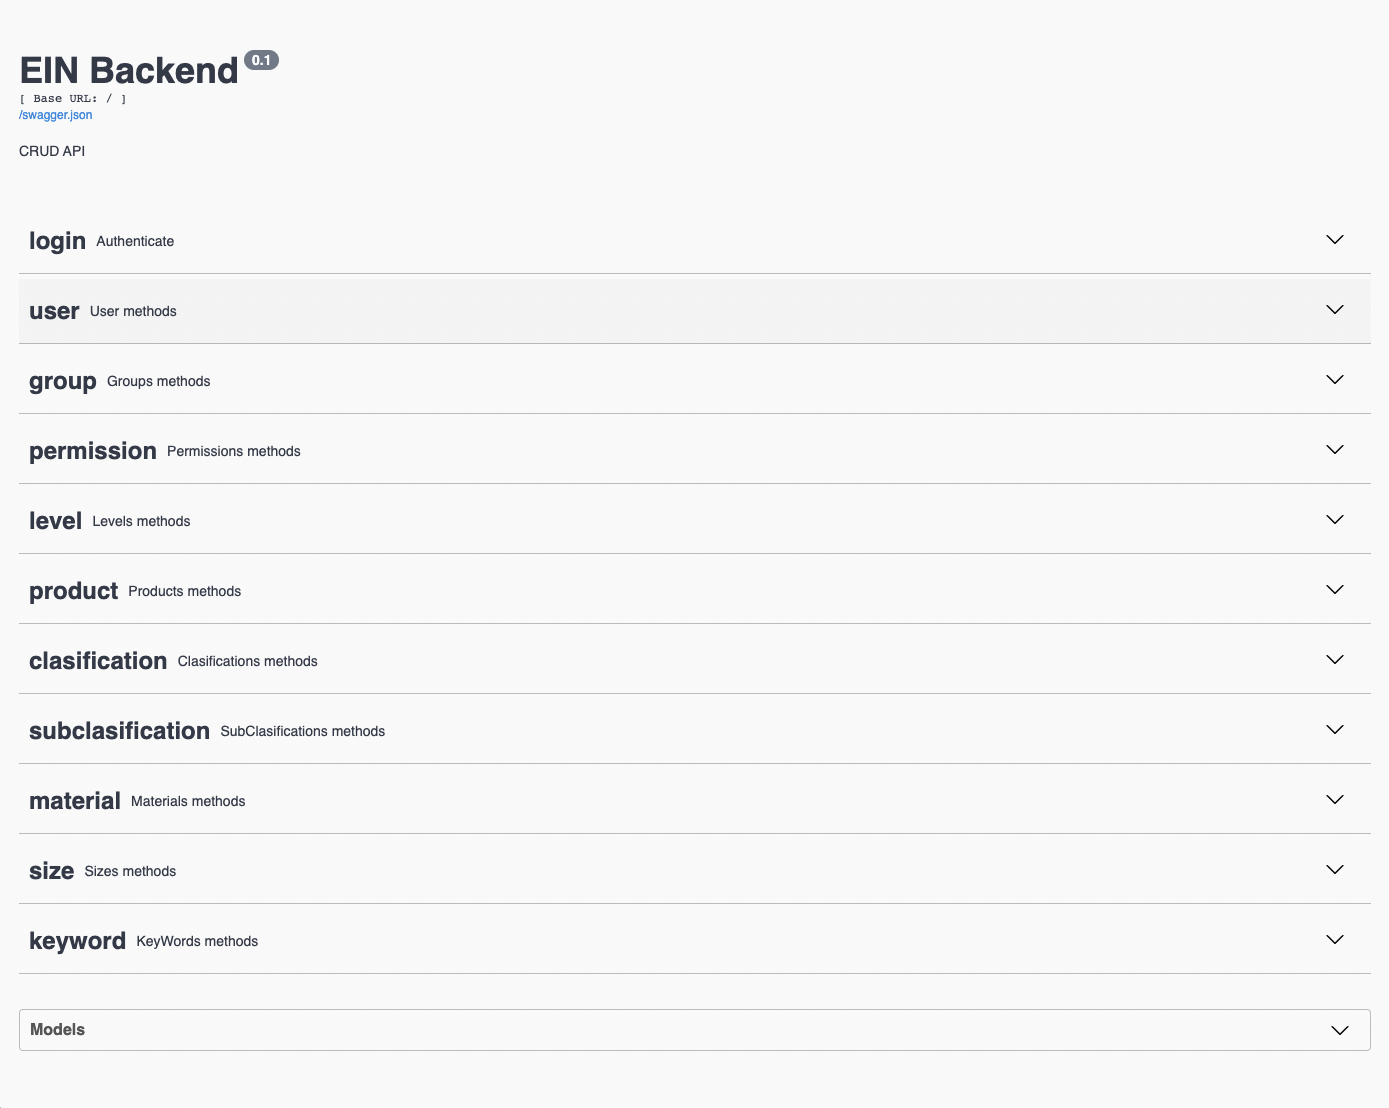 EIN Backend 0.1
[ Base URL: / ]
/swagger.json
CRUD API
login Authenticate
user User methods
group Groups methods
permission Permissions methods
level Levels methods
product Products methods
clasification Clasifications methods
subclasification SubClasifications methods
material Materials methods
size Sizes methods
keyword KeyWords methods
Models